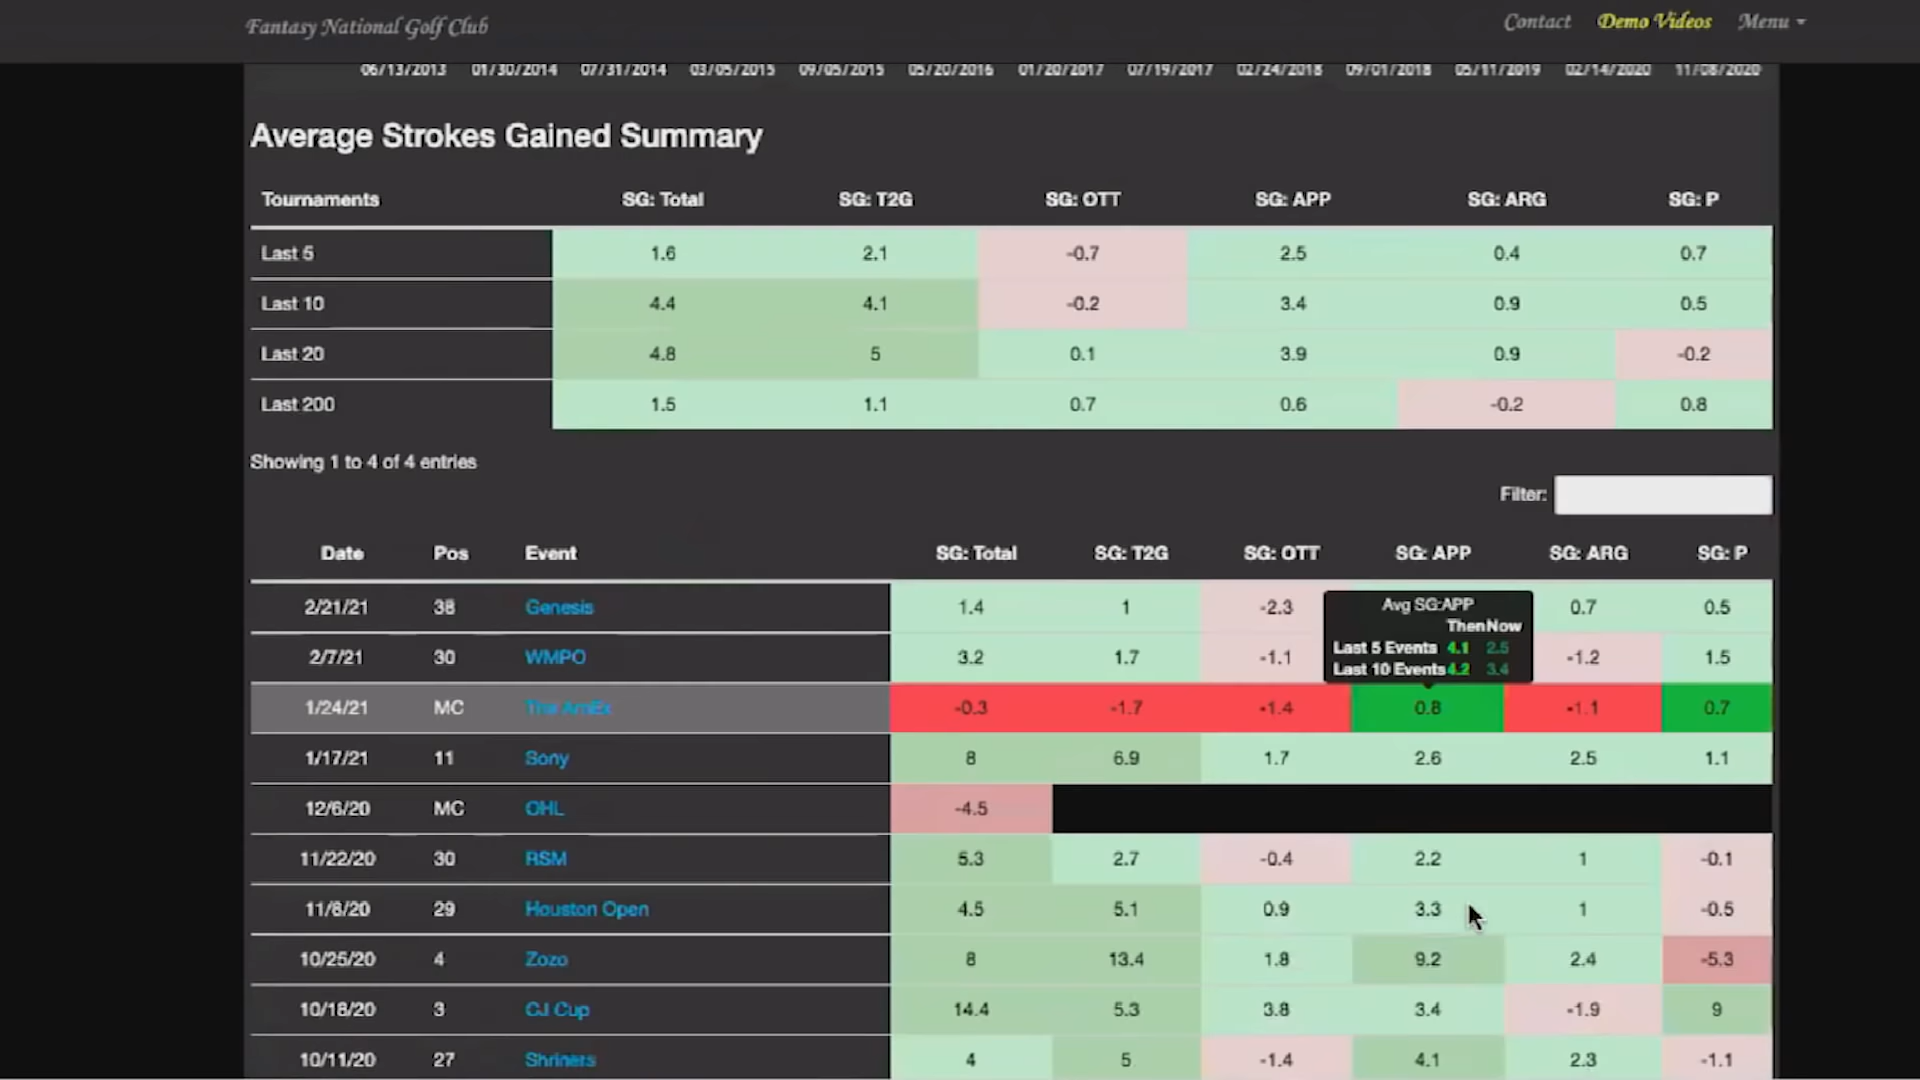 Fantasy National Golf Club
Contact Demo Videos Menu
06/13/2013 01/30/2014 07/31/2014 03/05/2015 09/05/2015 05/20/2016 01/20/2017 07/19/2017 02/24/2018 09/01/2018 05/11/2019 02/14/2020 11/08/2020
Average Strokes Gained Summary
Tournaments SG: Total SG: T2G SG: OTT SG: APP SG: ARG SG: P
Last 5 1.6 2.1 -0.7 2.5 0.4 0.7
Last 10 4.4 4.1 -0.2 3.4 0.9 0.5
Last 20 4.8 5 0.1 3.9 0.9 -0.2
Last 200 1.5 1.1 0.7 0.6 -0.2 0.8
Showing 1 to 4 of 4 entries
Filter:
Date Pos Event SG: Total SG: T2G SG: OTT SG: APP SG: ARG SG: P
2/21/21 38 Genesis 1.4 1 -2.3 0.7 0.5
Avg SG:APP
Then Now
Last 5 Events 4.1 2.5
Last 10 Events 4.2 3.4
2/7/21 30 WMPO 3.2 1.7 -1.1 -1.2 1.5
1/24/21 MC The AmEx -0.3 -1.7 -1.4 0.8 -1.1 0.7
1/17/21 11 Sony 8 6.9 1.7 2.6 2.5 1.1
12/6/20 MC OHL -4.5
11/22/20 30 RSM 5.3 2.7 -0.4 2.2 1 -0.1
11/8/20 29 Houston Open 4.5 5.1 0.9 3.3 1 -0.5
10/25/20 4 Zozo 8 13.4 1.8 9.2 2.4 -5.3
10/18/20 3 CJ Cup 14.4 5.3 3.8 3.4 -1.9 9
10/11/20 27 Shriners 4 5 -1.4 4.1 2.3 -1.1